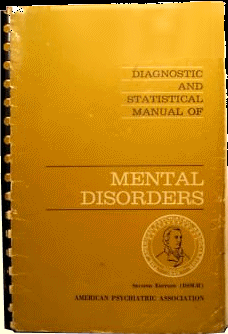 DIAGNOSTIC
AND
STATISTICAL
MANUAL OF
MENTAL
DISORDERS
SECOND EDITION (DSM-II)
AMERICAN PSYCHIATRIC ASSOCIATION